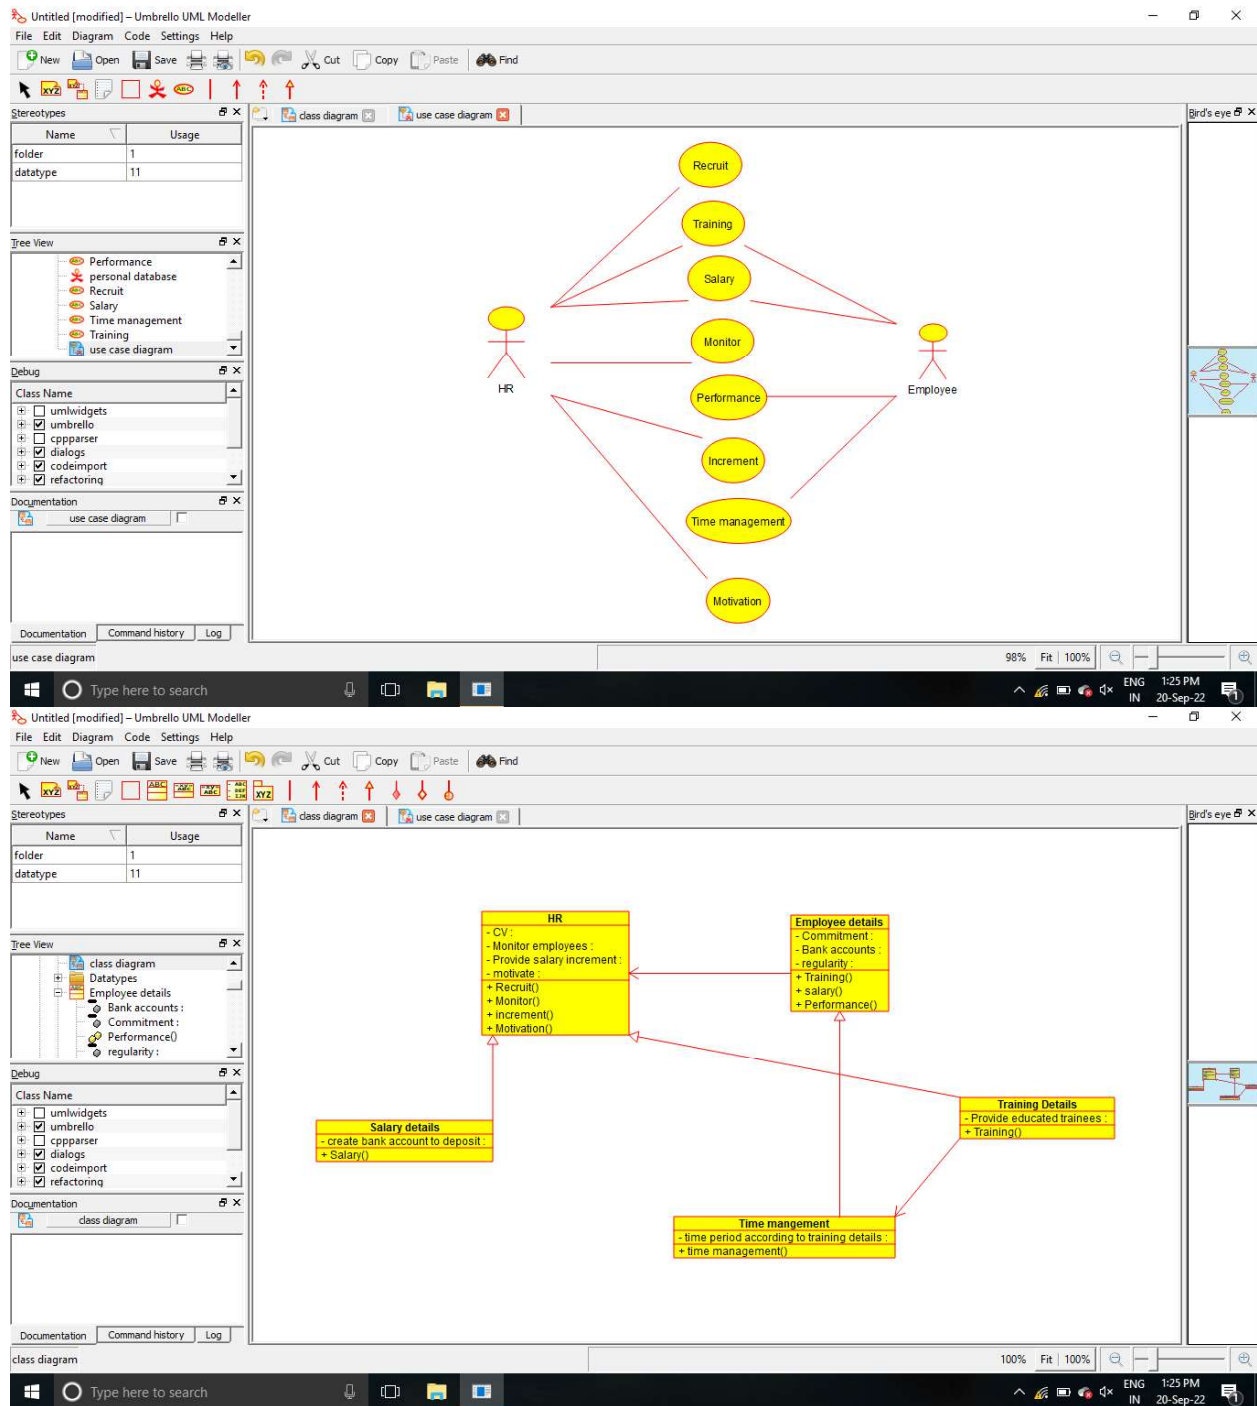 Untitled [modified] – Umbrello UML Modeller
File Edit Diagram Code Settings Help
New Open Save Cut Copy Paste Find
XYZ ABC
Stereotypes
class diagram use case diagram
Bird's eye
Name Usage
folder 1
datatype 11
Tree View
Performance
personal database
Recruit
Salary
Time management
Training
use case diagram
Debug
Class Name
umlwidgets
umbrello
cppparser
dialogs
codeimport
refactoring
Documentation
use case diagram
Documentation Command history Log
Recruit
Training
Salary
Monitor
HR
Employee
Performance
Increment
Time management
Motivation
use case diagram
98% Fit 100%
Type here to search
ENG
IN
1:25 PM
20-Sep-22
1
Untitled [modified] – Umbrello UML Modeller
File Edit Diagram Code Settings Help
New Open Save Cut Copy Paste Find
XYZ ABC XYZ
Stereotypes
class diagram use case diagram
Bird's eye
Name Usage
folder 1
datatype 11
Tree View
class diagram
Datatypes
Employee details
Bank accounts :
Commitment :
Performance()
regularity :
Debug
Class Name
umlwidgets
umbrello
cppparser
dialogs
codeimport
refactoring
Documentation
class diagram
Documentation Command history Log
HR
- CV :
- Monitor employees :
- Provide salary increment :
- motivate :
+ Recruit()
+ Monitor()
+ increment()
+ Motivation()
Employee details
- Commitment :
- Bank accounts :
- regularity :
+ Training()
+ salary()
+ Performance()
Training Details
- Provide educated trainees :
+ Training()
Salary details
- create bank account to deposit :
+ Salary()
Time mangement
- time period according to training details :
+ time management()
class diagram
100% Fit 100%
Type here to search
ENG
IN
1:25 PM
20-Sep-22
1